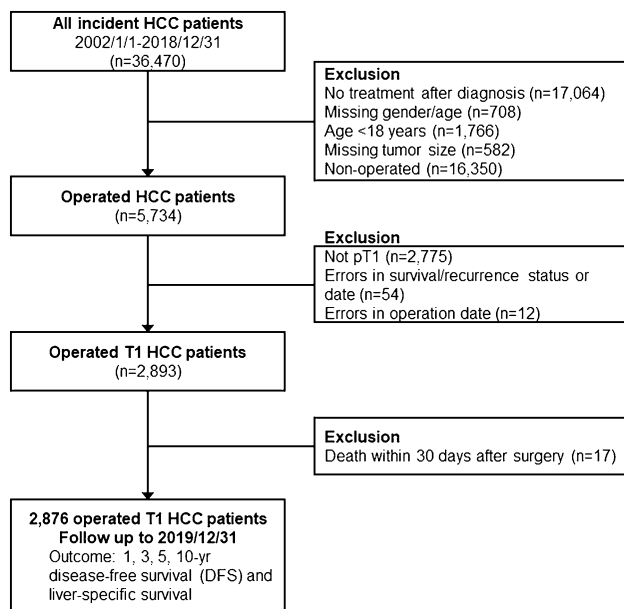 All incident HCC patients
2002/1/1-2018/12/31
(n=36,470)
Exclusion
No treatment after diagnosis (n=17,064)
Missing gender/age (n=708)
Age <18 years (n=1,766)
Missing tumor size (n=582)
Non-operated (n=16,350)
Operated HCC patients
(n=5,734)
Exclusion
Not pT1 (n=2,775)
Errors in survival/recurrence status or
date (n=54)
Errors in operation date (n=12)
Operated T1 HCC patients
(n=2,893)
Exclusion
Death within 30 days after surgery (n=17)
2,876 operated T1 HCC patients
Follow up to 2019/12/31
Outcome: 1, 3, 5, 10-yr
disease-free survival (DFS) and
liver-specific survival